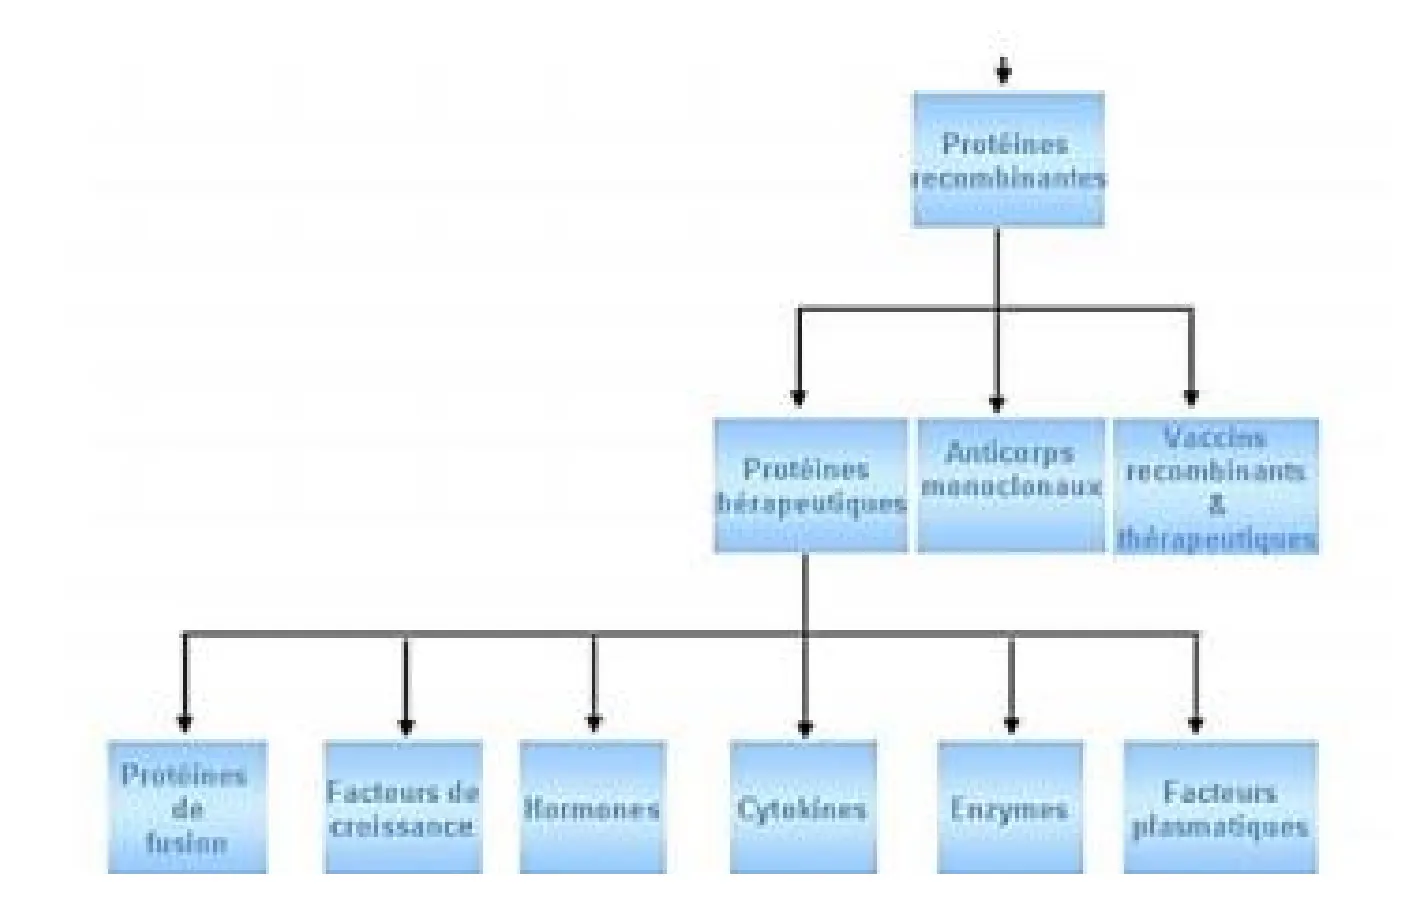 Protéines
recombinantes
Protéines
hérapeutiques
Anticorps
monoclonaux
Vaccins
recombinants
&
thérapeutiques
Protéines
de
fusion
Facteurs de
croissance
Hormones
Cytokines
Enzymes
Facteurs
plasmatiques